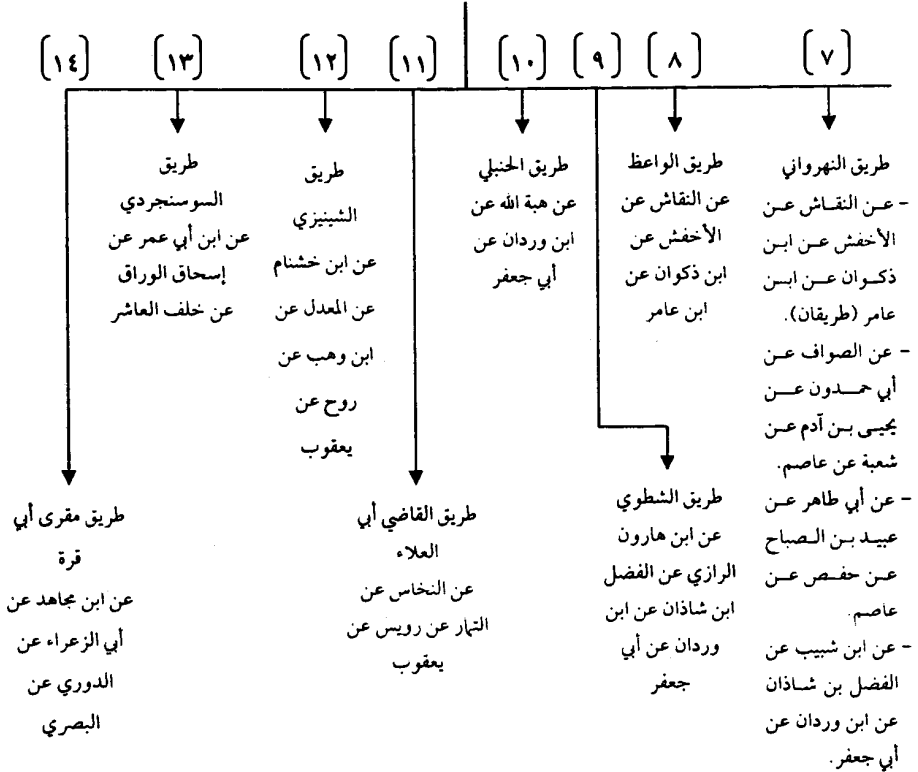 [٧]
[٨]
[٩]
[١٠]
[١١]
[١٢]
[١٣]
[١٤]
طريق النهرواني
- عن النقاش عن
الأخفش عن ابن
ذكوان عن ابن
عامر (طريقان).
- عن الصواف عن
أبي حمدون عن
يحيى بن آدم عن
شعبة عن عاصم.
- عن أبي طاهر عن
عبيد بن الصباح
عن حفص عن
عاصم.
- عن ابن شبيب عن
الفضل بن شاذان
عن ابن وردان عن
أبي جعفر.
طريق الواعظ
عن النقاش عن
الأخفش عن
ابن ذكوان عن
ابن عامر
طريق الشطوي
عن ابن هارون
الرازي عن الفضل
ابن شاذان عن ابن
وردان عن أبي
جعفر
طريق الحنبلي
عن هبة الله عن
ابن وردان عن
أبي جعفر
طريق القاضي أبي
العلاء
عن النخاس عن
التمار عن رويس عن
يعقوب
طريق
الشينيزي
عن ابن خشنام
عن المعدل عن
ابن وهب عن
روح عن
يعقوب
طريق
السوسنجردي
عن ابن أبي عمر عن
إسحاق الوراق
عن خلف العاشر
طريق مقرى أبي
قرة
عن ابن مجاهد عن
أبي الزعراء عن
الدوري عن
البصري